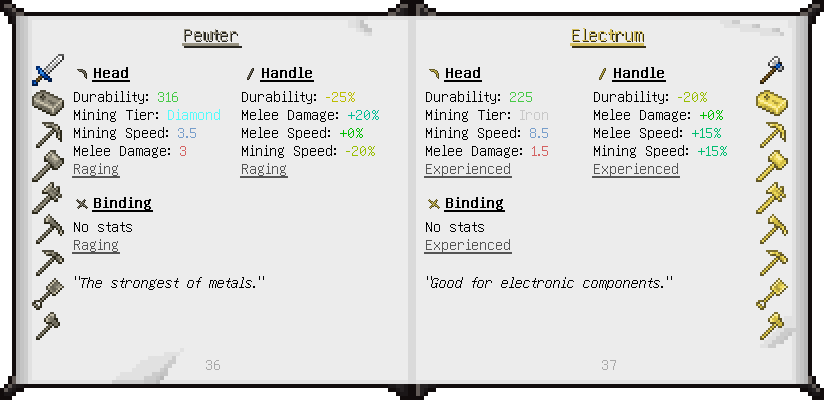 Pewter
Head
Durability: 316
Mining Tier: Diamond
Mining Speed: 3.5
Melee Damage: 3
Raging
Handle
Durability: -25%
Melee Damage: +20%
Melee Speed: +0%
Mining Speed: -20%
Raging
Binding
No stats
Raging
"The strongest of metals."
36
Electrum
Head
Durability: 225
Mining Tier: Iron
Mining Speed: 8.5
Melee Damage: 1.5
Experienced
Handle
Durability: -20%
Melee Damage: +0%
Melee Speed: +15%
Mining Speed: +15%
Experienced
Binding
No stats
Experienced
"Good for electronic components."
37